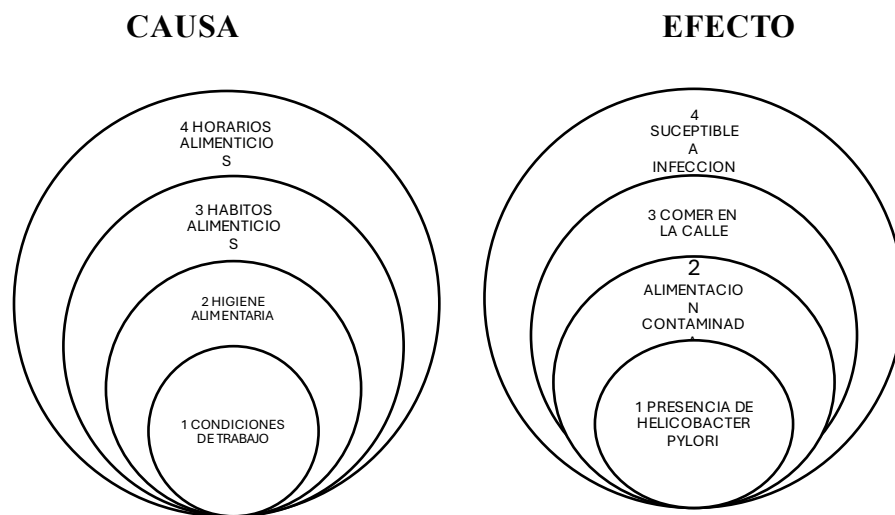 CAUSA
EFECTO
4 HORARIOS
ALIMENTICIO
S
3 HABITOS
ALIMENTICIO
S
2 HIGIENE
ALIMENTARIA
1 CONDICIONES
DE TRABAJO
4
SUCEPTIBLE
A
INFECCION
3 COMER EN
LA CALLE
2
ALIMENTACIO
N
CONTAMINAD
1 PRESENCIA DE
HELICOBACTER
PYLORI